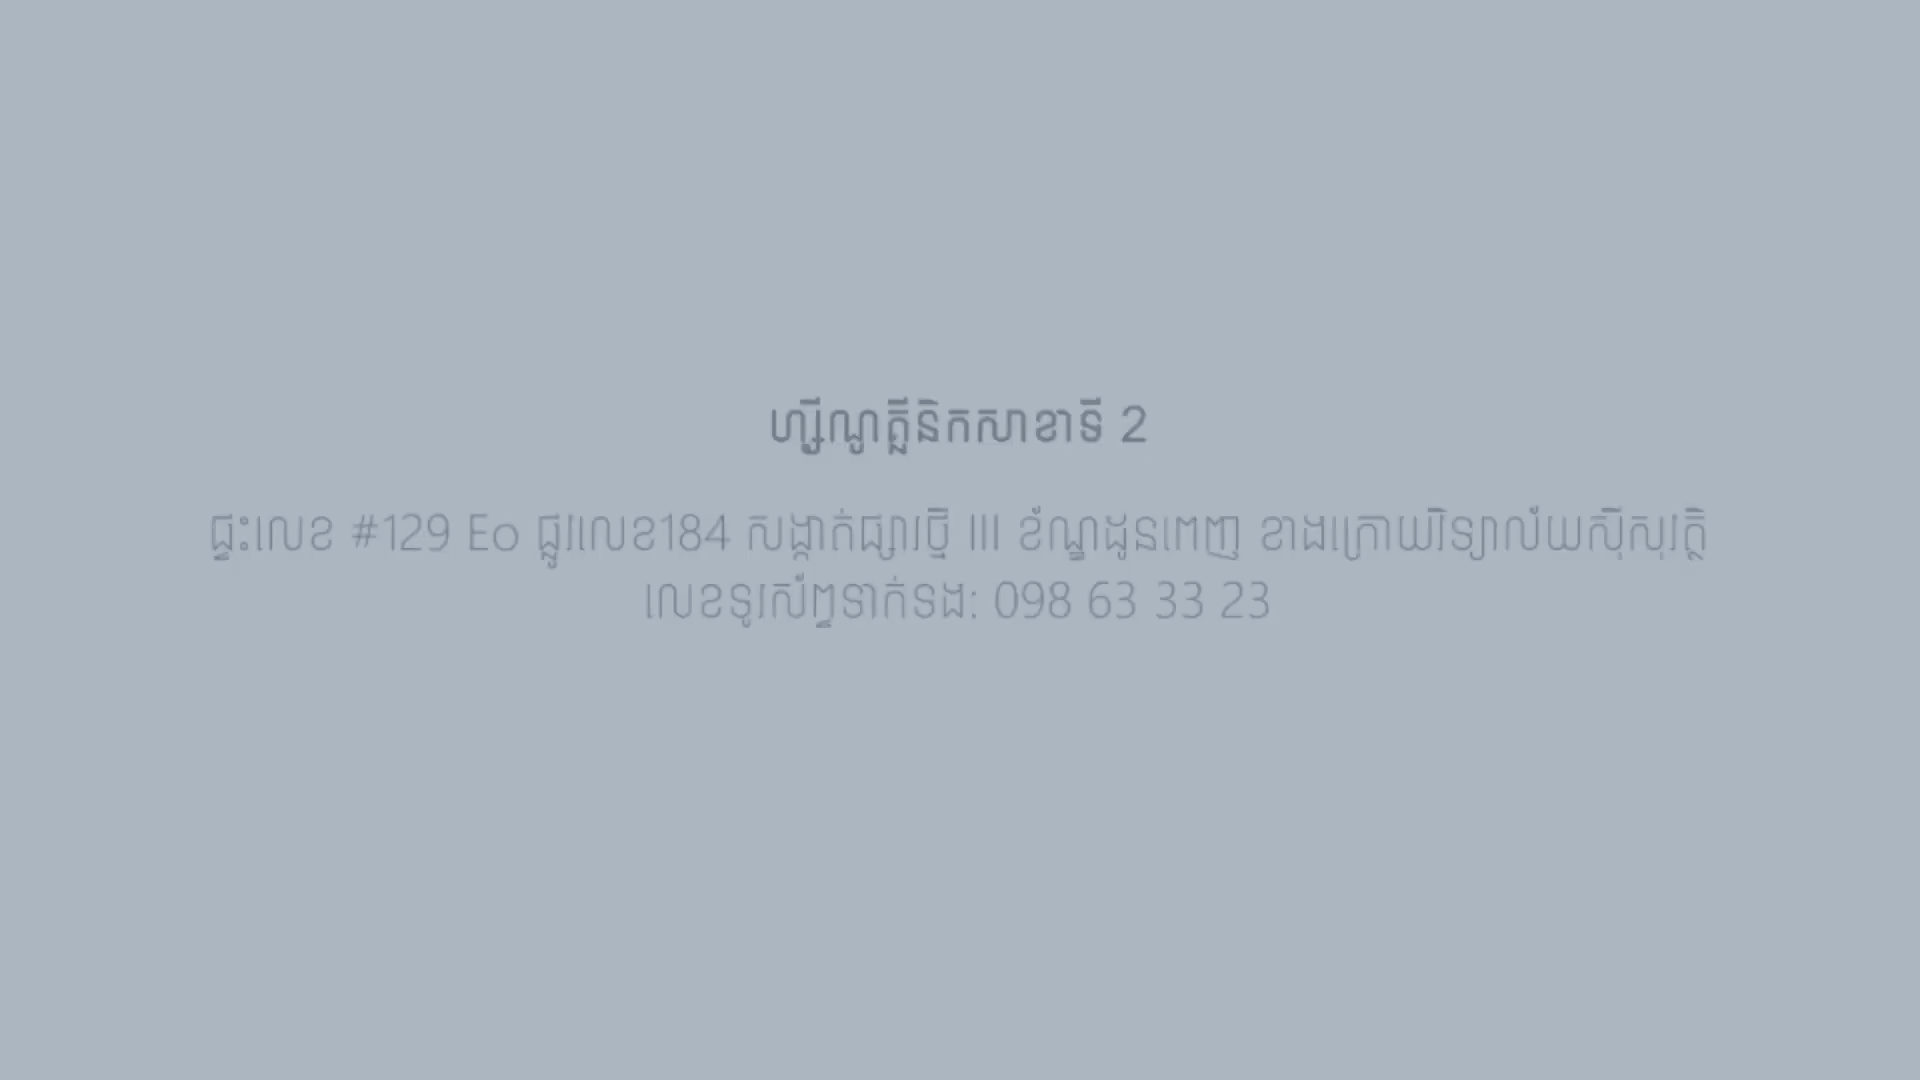 ហ្ស៊ីណូគ្លីនិកសាខាទី 2
ផ្ទះលេខ #129 Eo ផ្លូវលេខ184 សង្កាត់ផ្សារថ្មី III ខ័ណ្ឌដូនពេញ ខាងក្រោយវិទ្យាល័យស៊ីសុវត្ថិ
លេខទូរស័ព្ទទាក់ទង: 098 63 33 23